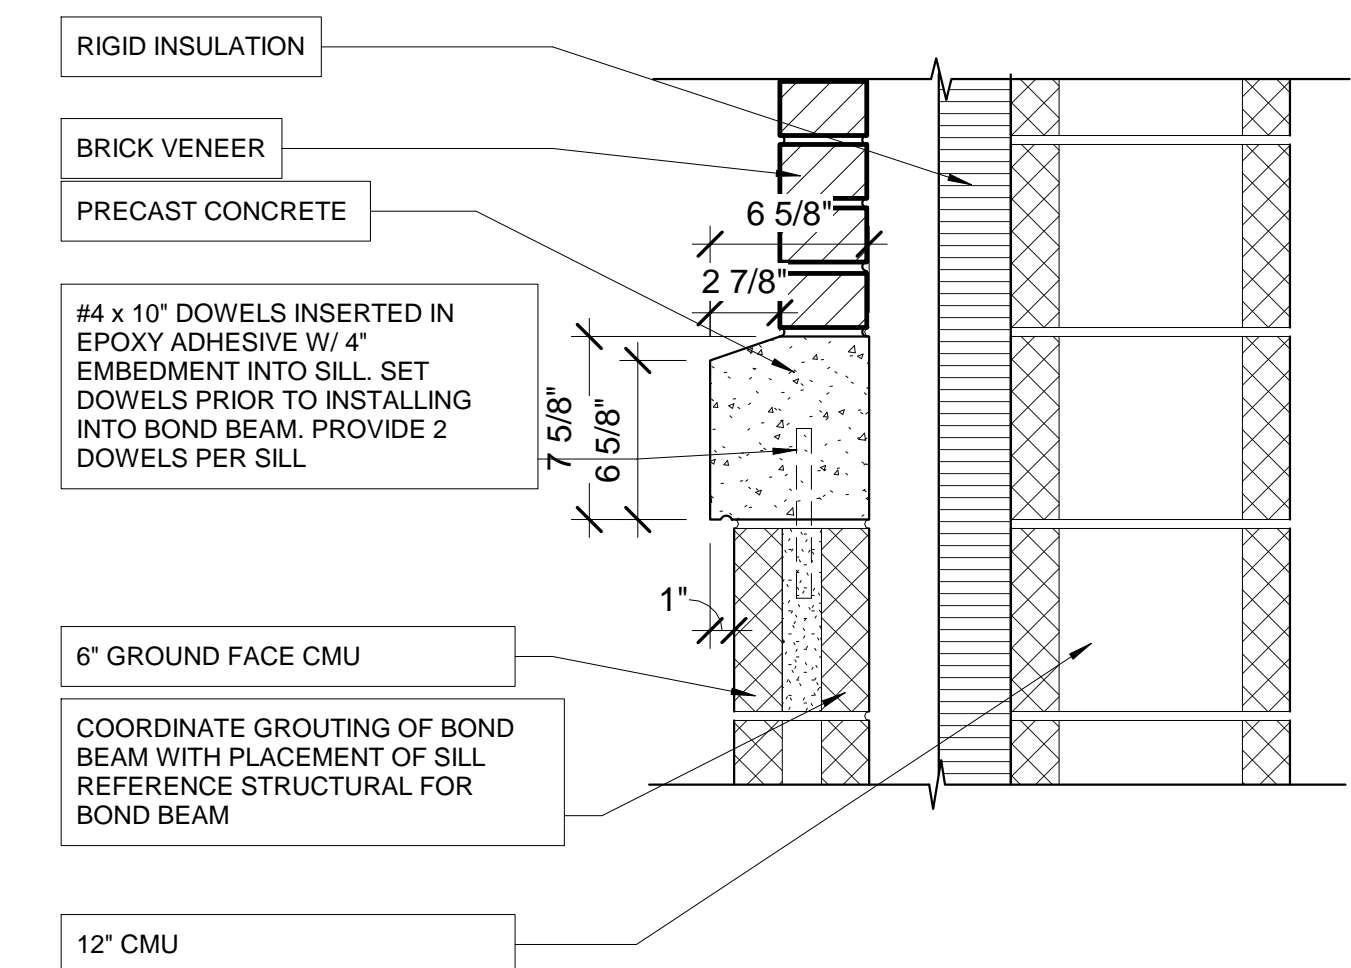 RIGID INSULATION
BRICK VENEER
PRECAST CONCRETE
#4 x 10" DOWELS INSERTED IN
EPOXY ADHESIVE W/ 4"
EMBEDMENT INTO SILL. SET
DOWELS PRIOR TO INSTALLING
INTO BOND BEAM. PROVIDE 2
DOWELS PER SILL
6 5/8"
2 7/8"
7 5/8"
6 5/8"
1"
6" GROUND FACE CMU
COORDINATE GROUTING OF BOND
BEAM WITH PLACEMENT OF SILL
REFERENCE STRUCTURAL FOR
BOND BEAM
12" CMU